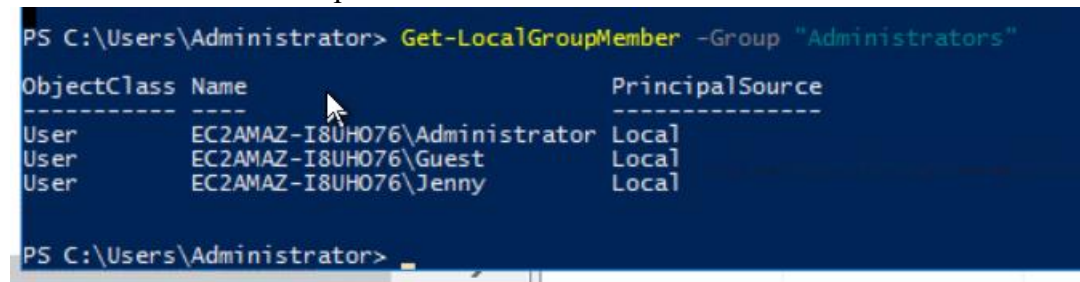 PS C:\Users\Administrator> Get-LocalGroupMember -Group "Administrators"
ObjectClass Name PrincipalSource
----------- ---- ---------------
User EC2AMAZ-I8UHO76\Administrator Local
User EC2AMAZ-I8UHO76\Guest Local
User EC2AMAZ-I8UHO76\Jenny Local
PS C:\Users\Administrator> _